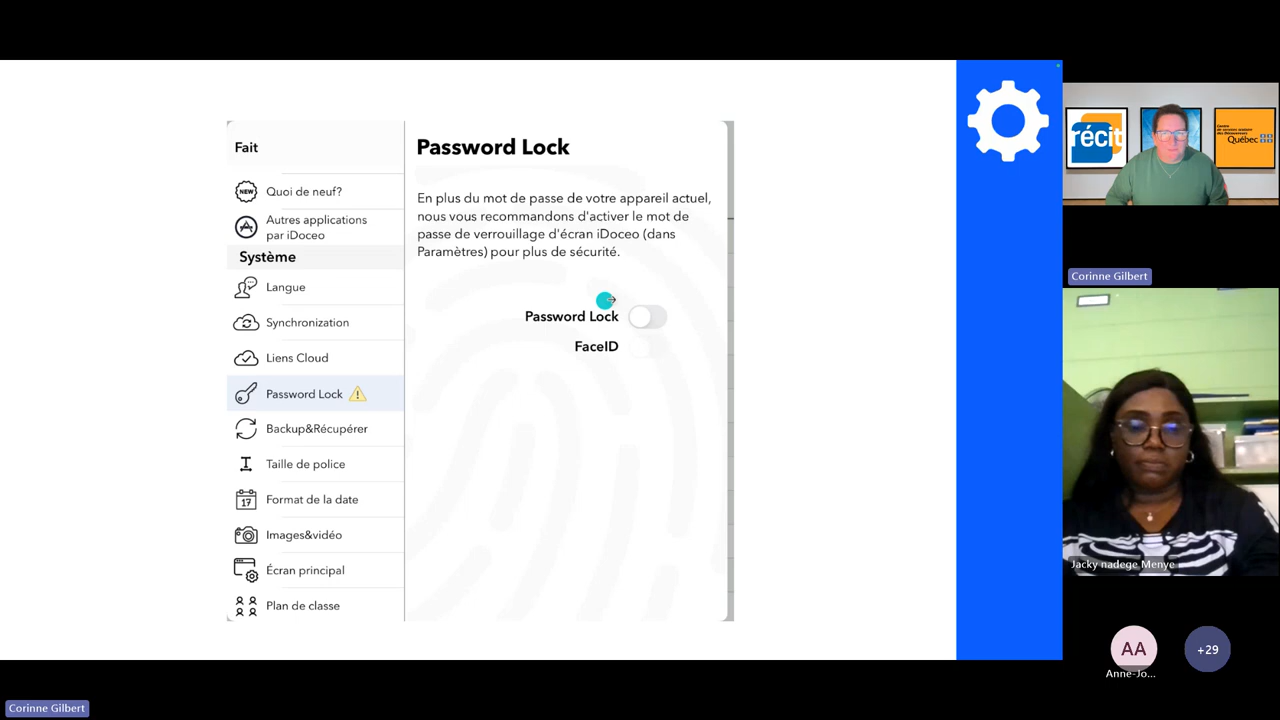 Fait
Quoi de neuf?
Autres applications
par iDoceo
Système
Langue
Synchronization
Liens Cloud
Password Lock
Backup&Récupérer
Taille de police
Format de la date
Images&vidéo
Écran principal
Plan de classe
NEW
17
Password Lock
En plus du mot de passe de votre appareil actuel,
nous vous recommandons d'activer le mot de
passe de verrouillage d'écran iDoceo (dans
Paramètres) pour plus de sécurité.
Password Lock
FaceID
récit
Québec
Corinne Gilbert
Jacky nadege Menye
AA
Anne-Jo...
+29
Corinne Gilbert